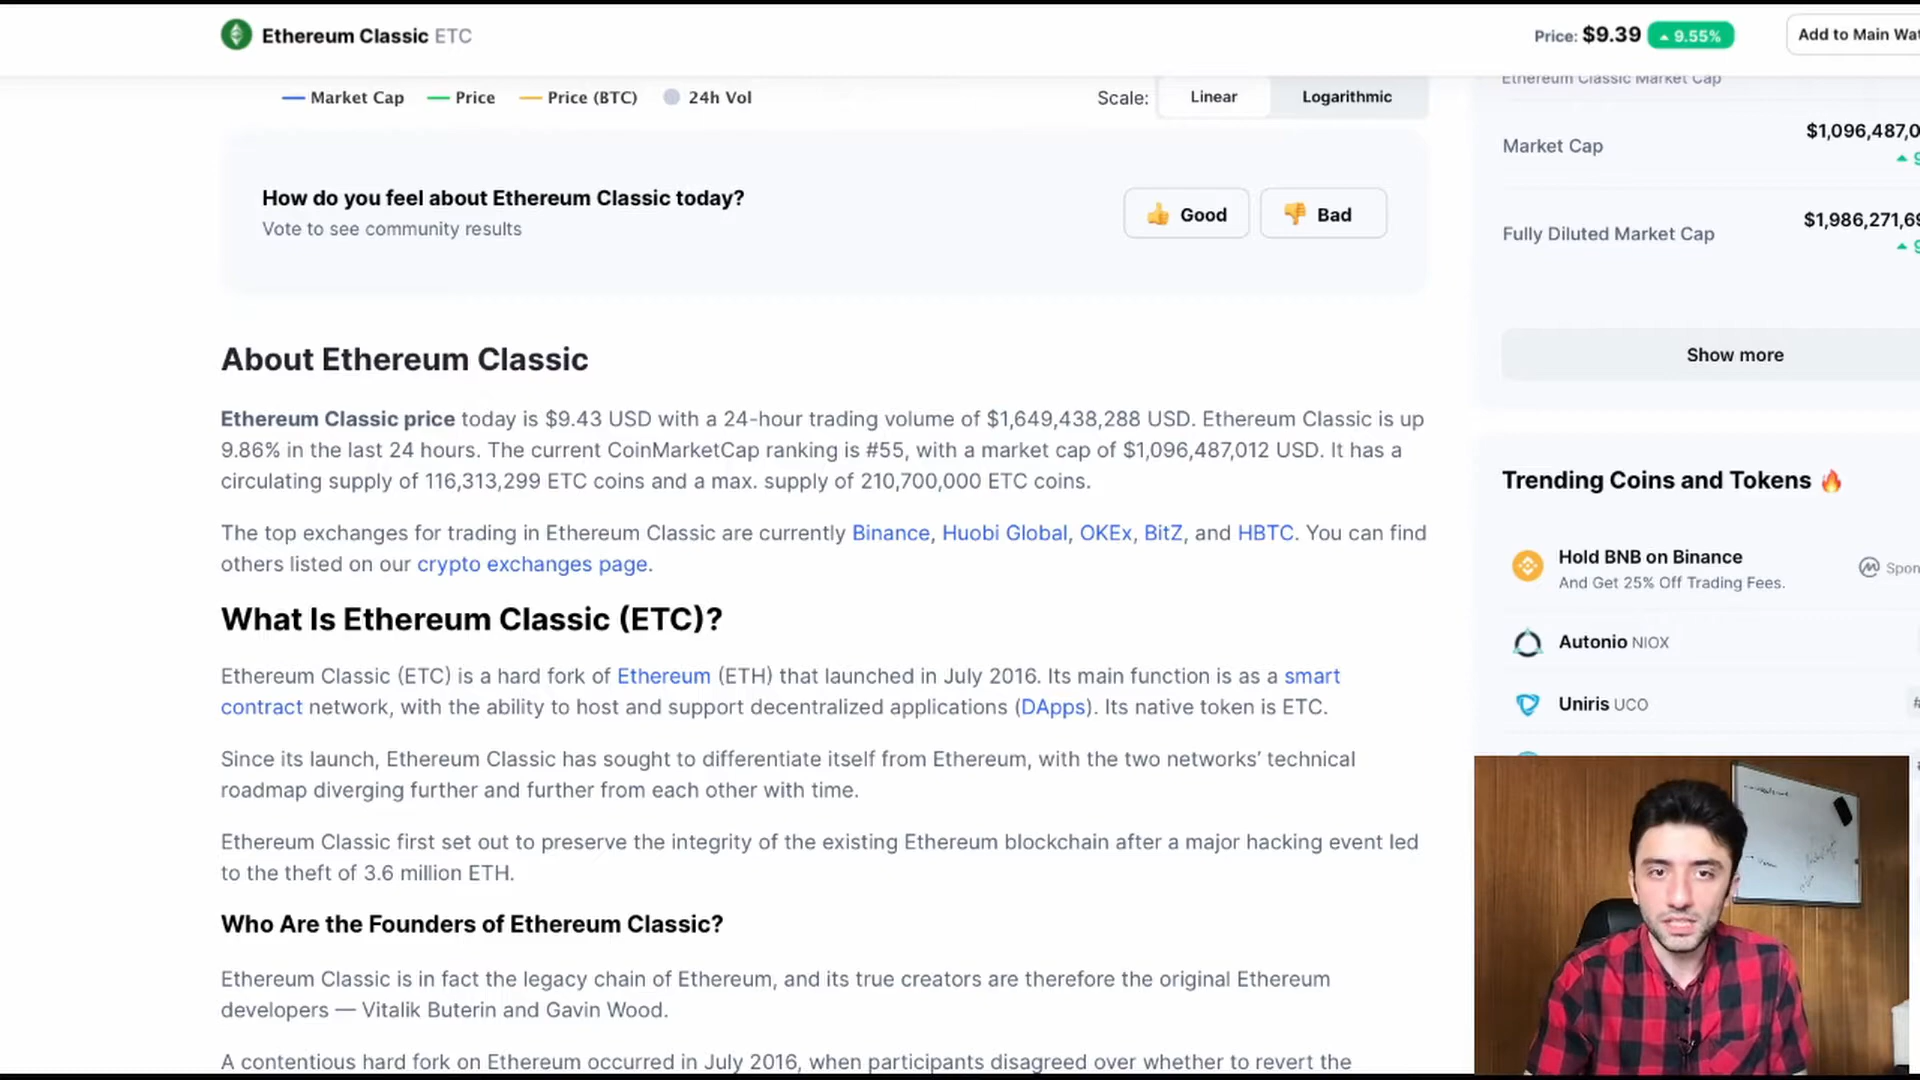 Ethereum Classic ETC
Price: $9.39 9.55%
Add to Main Wat
Market Cap Price Price (BTC) 24h Vol
Scale: Linear Logarithmic
Ethereum Classic Market Cap
How do you feel about Ethereum Classic today?
Vote to see community results
👍 Good 👎 Bad
Market Cap
$1,096,487,0
9
Fully Diluted Market Cap
$1,986,271,69
9
Show more
About Ethereum Classic
Ethereum Classic price today is $9.43 USD with a 24-hour trading volume of $1,649,438,288 USD. Ethereum Classic is up
9.86% in the last 24 hours. The current CoinMarketCap ranking is #55, with a market cap of $1,096,487,012 USD. It has a
circulating supply of 116,313,299 ETC coins and a max. supply of 210,700,000 ETC coins.
The top exchanges for trading in Ethereum Classic are currently Binance, Huobi Global, OKEx, BitZ, and HBTC. You can find
others listed on our crypto exchanges page.
What Is Ethereum Classic (ETC)?
Ethereum Classic (ETC) is a hard fork of Ethereum (ETH) that launched in July 2016. Its main function is as a smart
contract network, with the ability to host and support decentralized applications (DApps). Its native token is ETC.
Since its launch, Ethereum Classic has sought to differentiate itself from Ethereum, with the two networks’ technical
roadmap diverging further and further from each other with time.
Ethereum Classic first set out to preserve the integrity of the existing Ethereum blockchain after a major hacking event led
to the theft of 3.6 million ETH.
Who Are the Founders of Ethereum Classic?
Ethereum Classic is in fact the legacy chain of Ethereum, and its true creators are therefore the original Ethereum
developers — Vitalik Buterin and Gavin Wood.
A contentious hard fork on Ethereum occurred in July 2016, when participants disagreed over whether to revert the
Trending Coins and Tokens 🔥
Hold BNB on Binance
And Get 25% Off Trading Fees.
Spon
Autonio NIOX
Uniris UCO
#